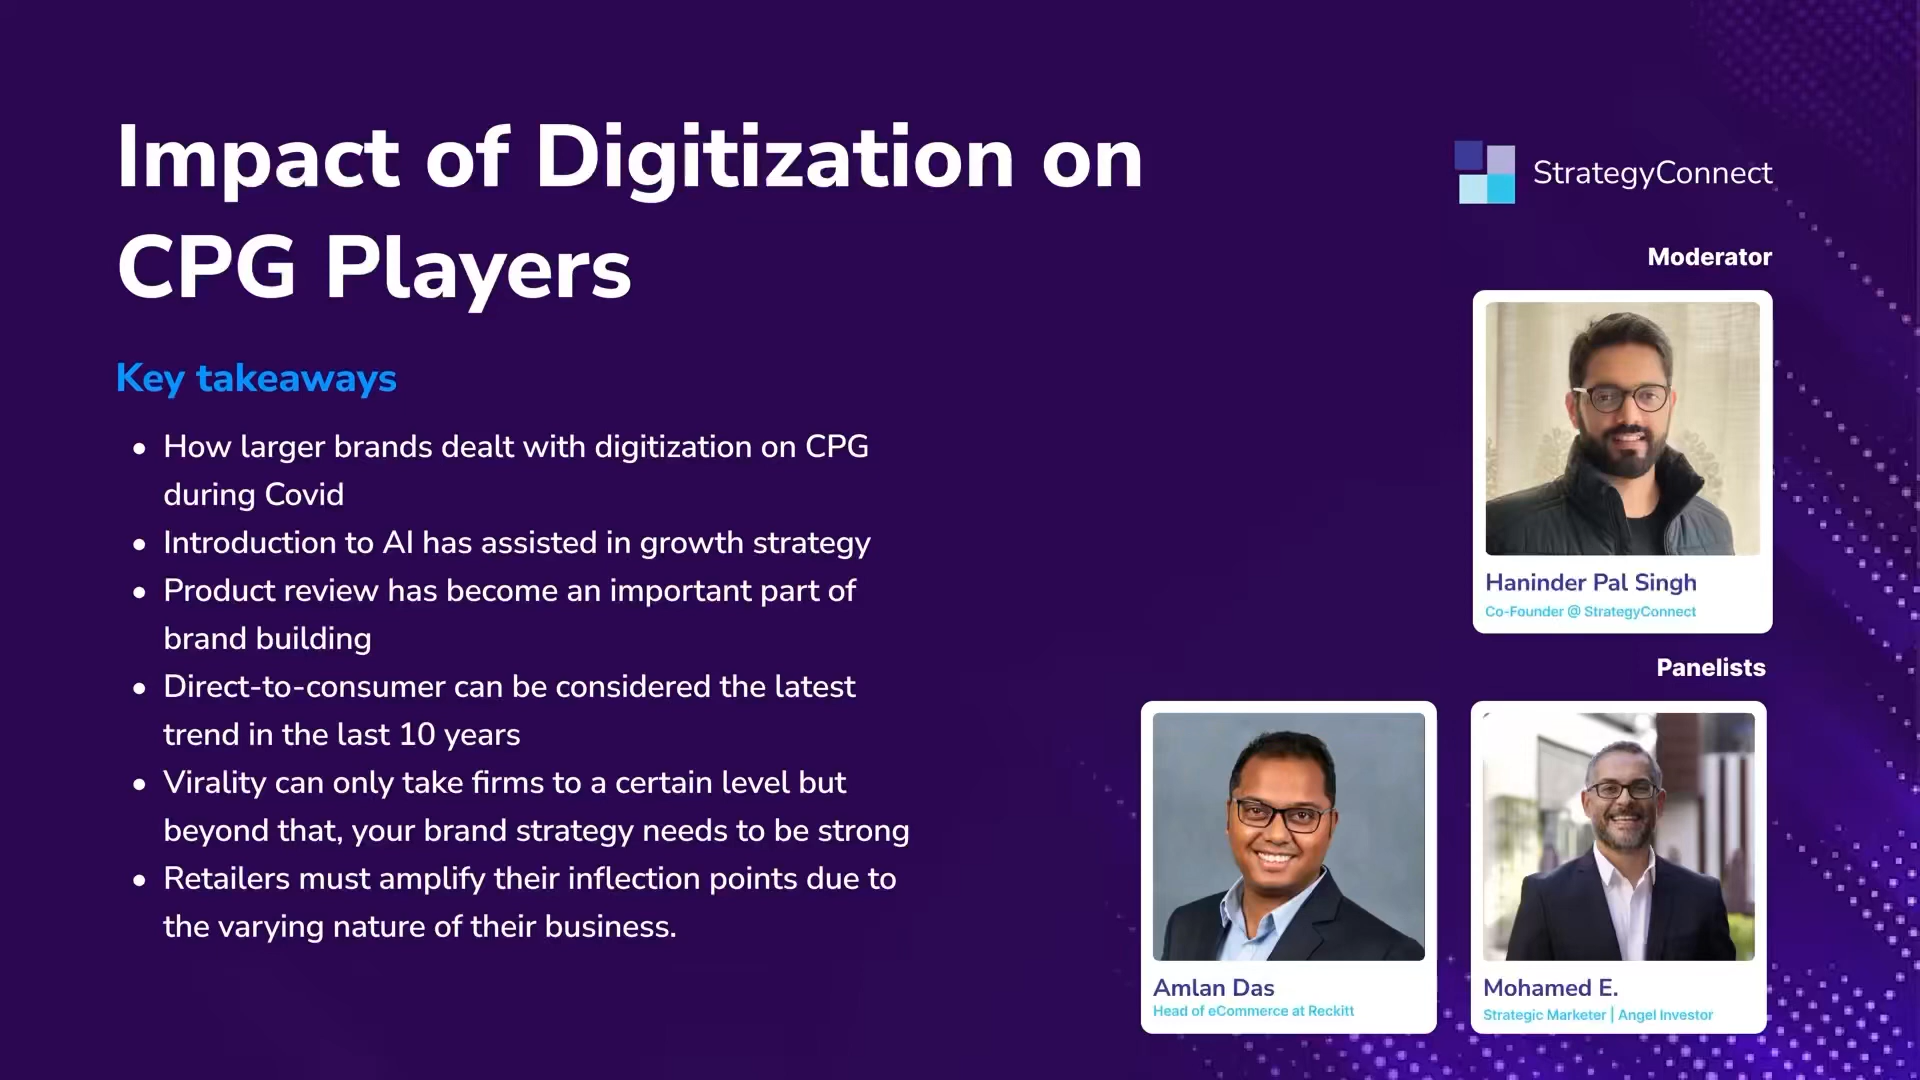 Impact of Digitization on
CPG Players
StrategyConnect
Key takeaways
• How larger brands dealt with digitization on CPG
during Covid
• Introduction to AI has assisted in growth strategy
• Product review has become an important part of
brand building
• Direct-to-consumer can be considered the latest
trend in the last 10 years
• Virality can only take firms to a certain level but
beyond that, your brand strategy needs to be strong
• Retailers must amplify their inflection points due to
the varying nature of their business.
Moderator
Haninder Pal Singh
Co-Founder @ StrategyConnect
Panelists
Amlan Das
Head of eCommerce at Reckitt
Mohamed E.
Strategic Marketer | Angel Investor